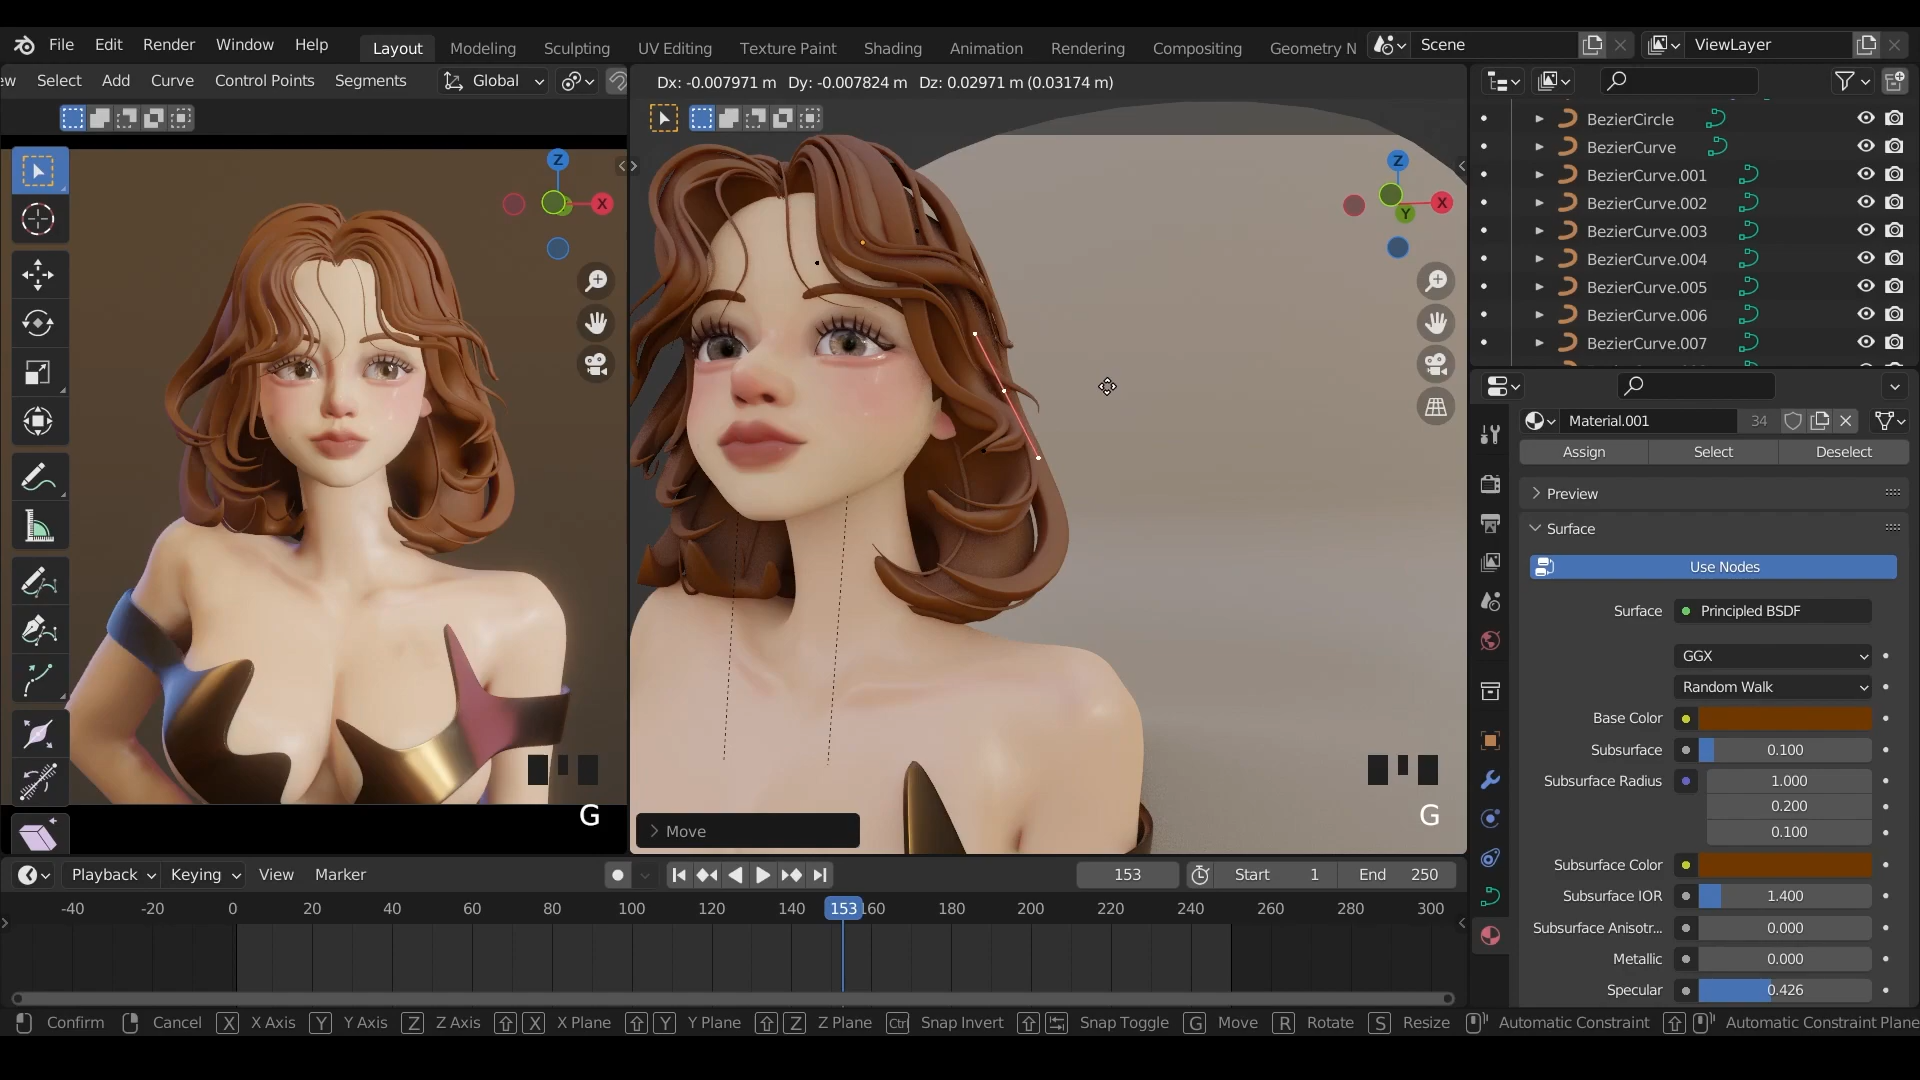 File Edit Render Window Help Layout Modeling Sculpting UV Editing Texture Paint Shading Animation Rendering Compositing Geometry N Scene ViewLayer
ew Select Add Curve Control Points Segments Global
Dx: -0.007971 m Dy: -0.007824 m Dz: 0.02971 m (0.03174 m)
BezierCircle
BezierCurve
BezierCurve.001
BezierCurve.002
BezierCurve.003
BezierCurve.004
BezierCurve.005
BezierCurve.006
BezierCurve.007
Z
X
Z
X
Y
Material.001 34
Assign Select Deselect
Preview
Surface
Use Nodes
Surface Principled BSDF
GGX
Random Walk
Base Color
Subsurface 0.100
Subsurface Radius 1.000
0.200
0.100
Subsurface Color
Subsurface IOR 1.400
Subsurface Anisotr... 0.000
Metallic 0.000
Specular 0.426
G
G
Move
Playback Keying View Marker 153 Start 1 End 250
-40 -20 0 20 40 60 80 100 120 140 153 160 180 200 220 240 260 280 300
Confirm Cancel X X Axis Y Y Axis Z Z Axis X X Plane Y Y Plane Z Z Plane Ctrl Snap Invert Snap Toggle G Move R Rotate S Resize Automatic Constraint Automatic Constraint Plane